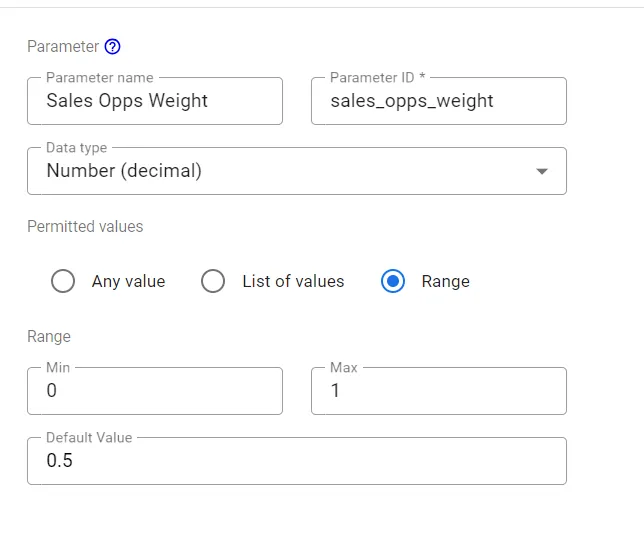 Parameter ?
Parameter name Parameter ID *
Sales Opps Weight sales_opps_weight
Data type
Number (decimal)
Permitted values
Any value List of values Range
Range
Min Max
0 1
Default Value
0.5